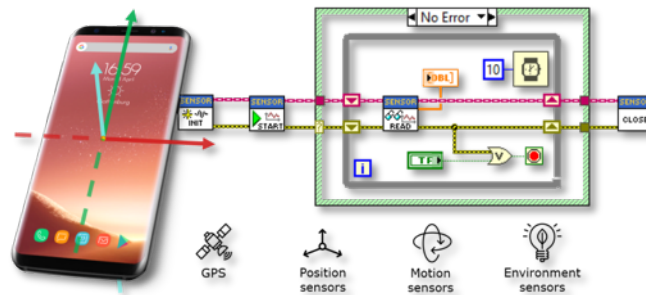 No Error
16:59
SENSOR
INIT
SENSOR
START
SENSOR
READ
DBL
10
SENSOR
CLOSE
?
TF
V
i
GPS
Position
sensors
Motion
sensors
Environment
sensors